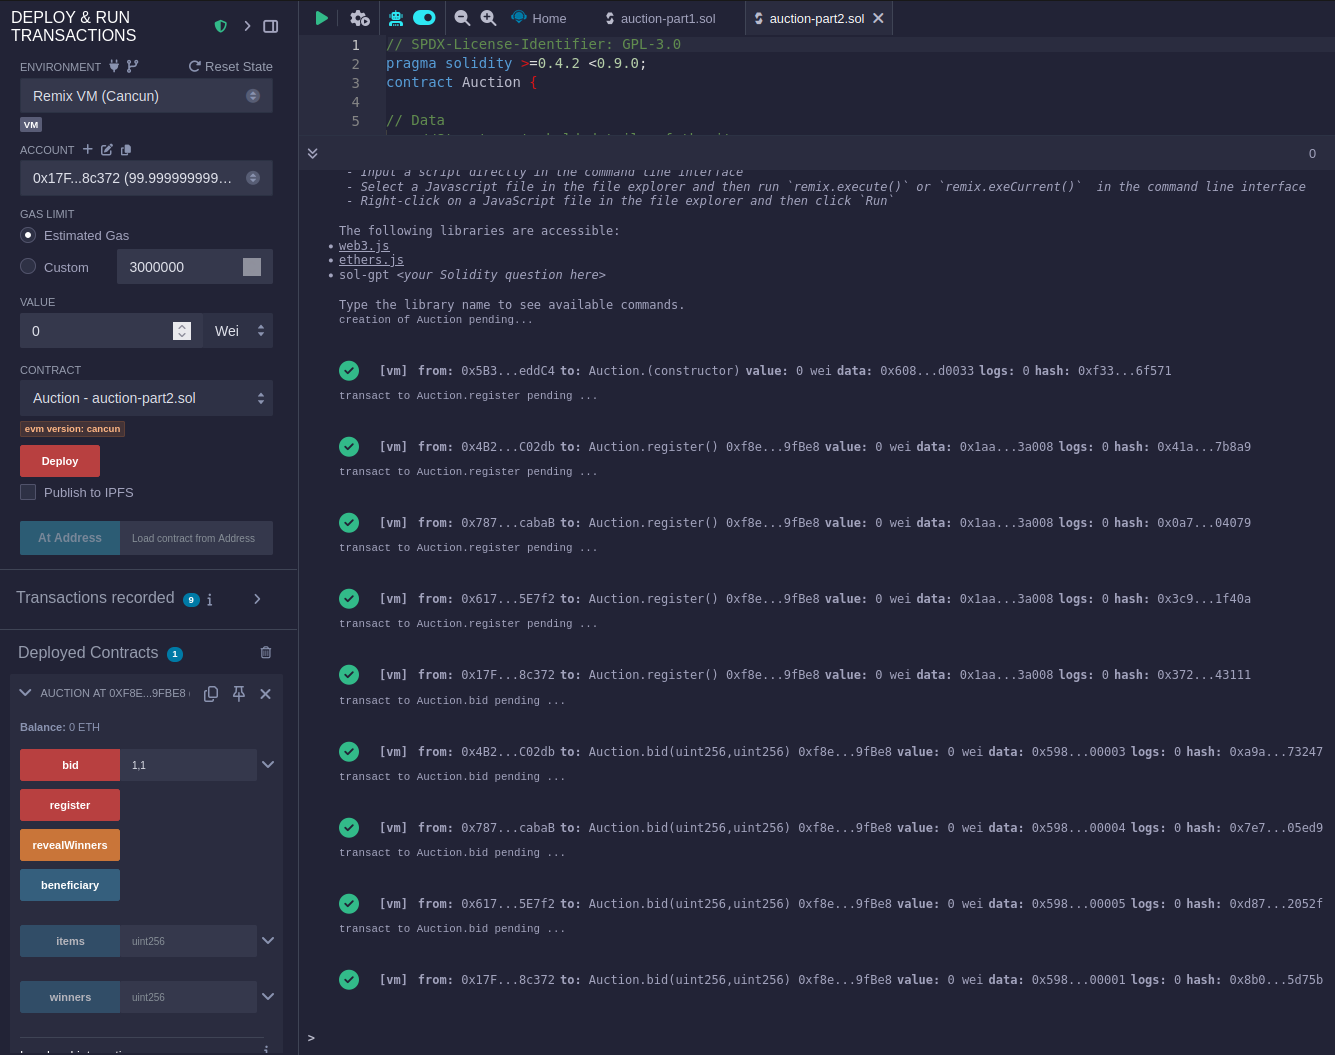 DEPLOY & RUN
TRANSACTIONS
ENVIRONMENT
Reset State
Remix VM (Cancun)
VM
ACCOUNT
0x17F...8c372 (99.999999999...
GAS LIMIT
Estimated Gas
Custom
3000000
VALUE
0
Wei
CONTRACT
Auction - auction-part2.sol
evm version: cancun
Deploy
Publish to IPFS
At Address
Load contract from Address
Transactions recorded 9 i
Deployed Contracts 1
AUCTION AT 0XF8E...9FBE8
Balance: 0 ETH
bid
1,1
register
revealWinners
beneficiary
items
uint256
winners
uint256
Home
auction-part1.sol
auction-part2.sol
1 // SPDX-License-Identifier: GPL-3.0
2 pragma solidity >=0.4.2 <0.9.0;
3 contract Auction {
4
5 // Data
0
- Input a script directly in the command line interface
- Select a Javascript file in the file explorer and then run `remix.execute()` or `remix.exeCurrent()`  in the command line interface
- Right-click on a JavaScript file in the file explorer and then click `Run`
The following libraries are accessible:
• web3.js
• ethers.js
• sol-gpt <your Solidity question here>
Type the library name to see available commands.
creation of Auction pending...
[vm] from: 0x5B3...eddC4 to: Auction.(constructor) value: 0 wei data: 0x608...d0033 logs: 0 hash: 0xf33...6f571
transact to Auction.register pending ...
[vm] from: 0x4B2...C02db to: Auction.register() 0xf8e...9fBe8 value: 0 wei data: 0x1aa...3a008 logs: 0 hash: 0x41a...7b8a9
transact to Auction.register pending ...
[vm] from: 0x787...cabaB to: Auction.register() 0xf8e...9fBe8 value: 0 wei data: 0x1aa...3a008 logs: 0 hash: 0x0a7...04079
transact to Auction.register pending ...
[vm] from: 0x617...5E7f2 to: Auction.register() 0xf8e...9fBe8 value: 0 wei data: 0x1aa...3a008 logs: 0 hash: 0x3c9...1f40a
transact to Auction.register pending ...
[vm] from: 0x17F...8c372 to: Auction.register() 0xf8e...9fBe8 value: 0 wei data: 0x1aa...3a008 logs: 0 hash: 0x372...43111
transact to Auction.bid pending ...
[vm] from: 0x4B2...C02db to: Auction.bid(uint256,uint256) 0xf8e...9fBe8 value: 0 wei data: 0x598...00003 logs: 0 hash: 0xa9a...73247
transact to Auction.bid pending ...
[vm] from: 0x787...cabaB to: Auction.bid(uint256,uint256) 0xf8e...9fBe8 value: 0 wei data: 0x598...00004 logs: 0 hash: 0x7e7...05ed9
transact to Auction.bid pending ...
[vm] from: 0x617...5E7f2 to: Auction.bid(uint256,uint256) 0xf8e...9fBe8 value: 0 wei data: 0x598...00005 logs: 0 hash: 0xd87...2052f
transact to Auction.bid pending ...
[vm] from: 0x17F...8c372 to: Auction.bid(uint256,uint256) 0xf8e...9fBe8 value: 0 wei data: 0x598...00001 logs: 0 hash: 0x8b0...5d75b
>